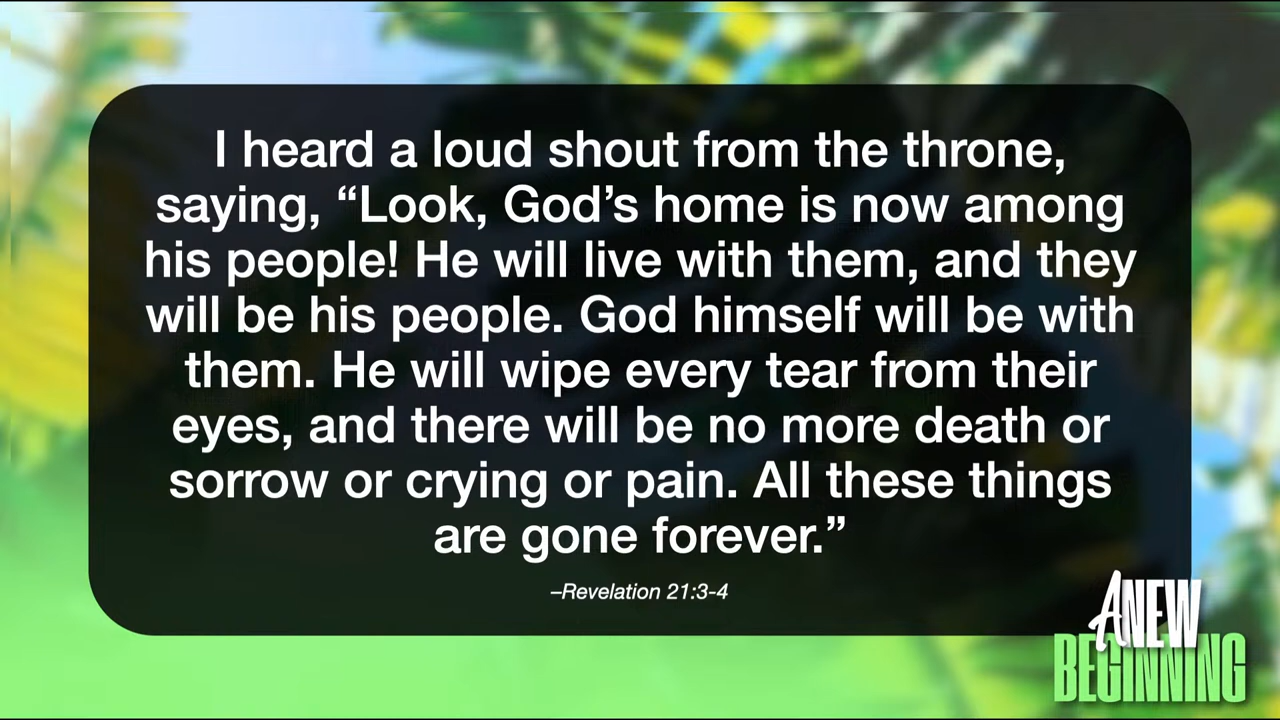 I heard a loud shout from the throne,
saying, “Look, God’s home is now among
his people! He will live with them, and they
will be his people. God himself will be with
them. He will wipe every tear from their
eyes, and there will be no more death or
sorrow or crying or pain. All these things
are gone forever.”
–Revelation 21:3-4
A NEW
BEGINNING